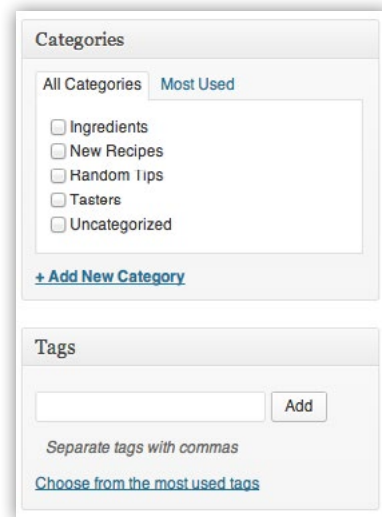 Categories
All Categories Most Used
Ingredients
New Recipes
Random Tips
Tasters
Uncategorized
+ Add New Category
Tags
Add
Separate tags with commas
Choose from the most used tags